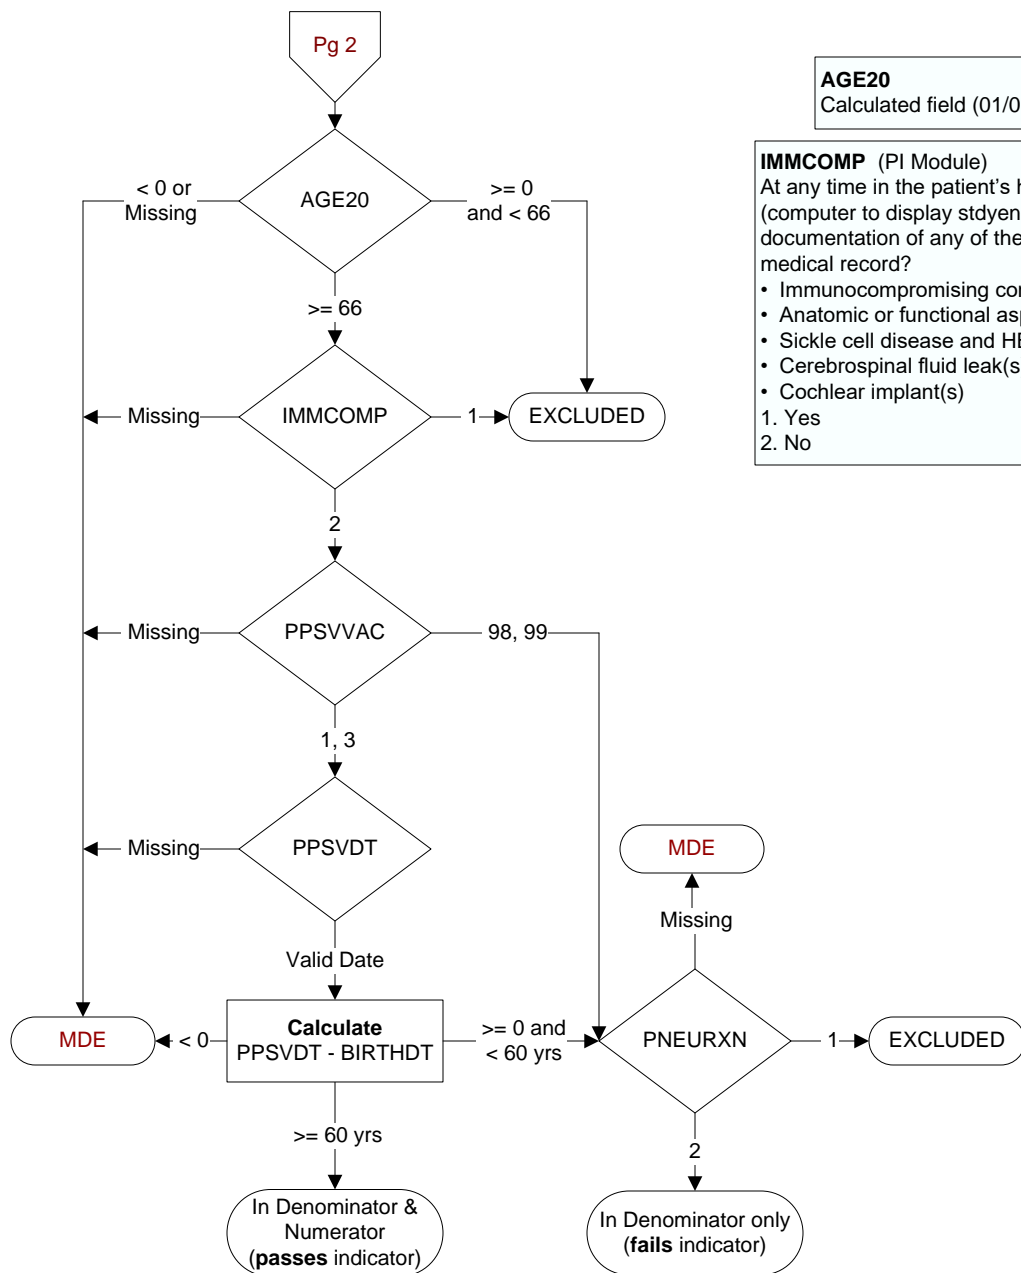 Pg 2
AGE20
Calculated field (01/0
AGE20
< 0 or
Missing
>= 0
and < 66
>= 66
IMMCOMP (PI Module)
At any time in the patient's h
(computer to display stdyen
documentation of any of the
medical record?
• Immunocompromising cor
• Anatomic or functional asp
• Sickle cell disease and HE
• Cerebrospinal fluid leak(s
• Cochlear implant(s)
1. Yes
2. No
Missing
IMMCOMP
1
EXCLUDED
2
Missing
PPSVVAC
98, 99
1, 3
Missing
PPSVDT
MDE
Missing
Valid Date
MDE
< 0
Calculate
PPSVDT - BIRTHDT
>= 0 and
< 60 yrs
PNEURXN
1
EXCLUDED
>= 60 yrs
2
In Denominator &
Numerator
(passes indicator)
In Denominator only
(fails indicator)